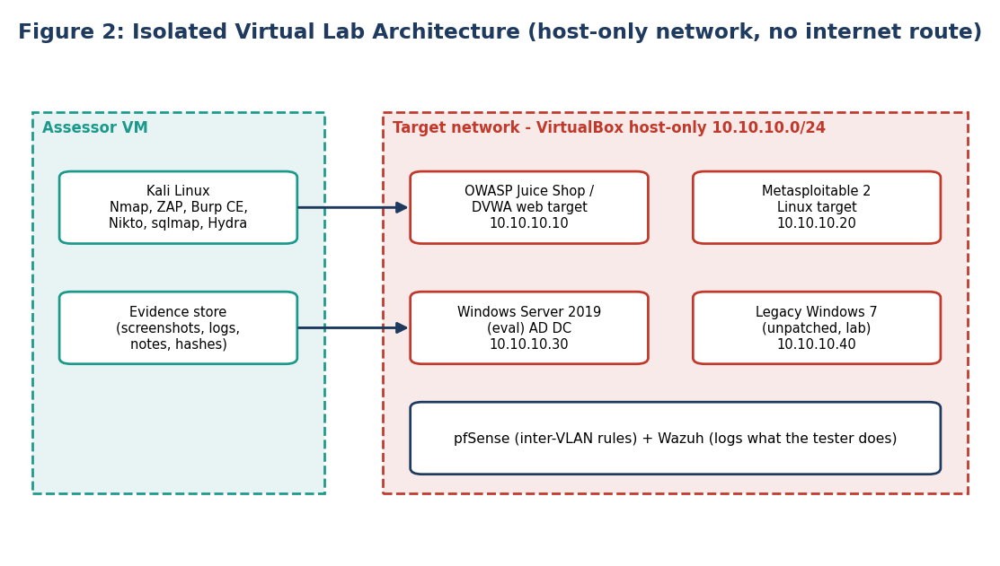 Figure 2: Isolated Virtual Lab Architecture (host-only network, no internet route)
Assessor VM
Kali Linux
Nmap, ZAP, Burp CE,
Nikto, sqlmap, Hydra
Evidence store
(screenshots, logs,
notes, hashes)
Target network - VirtualBox host-only 10.10.10.0/24
OWASP Juice Shop /
DVWA web target
10.10.10.10
Metasploitable 2
Linux target
10.10.10.20
Windows Server 2019
(eval) AD DC
10.10.10.30
Legacy Windows 7
(unpatched, lab)
10.10.10.40
pfSense (inter-VLAN rules) + Wazuh (logs what the tester does)